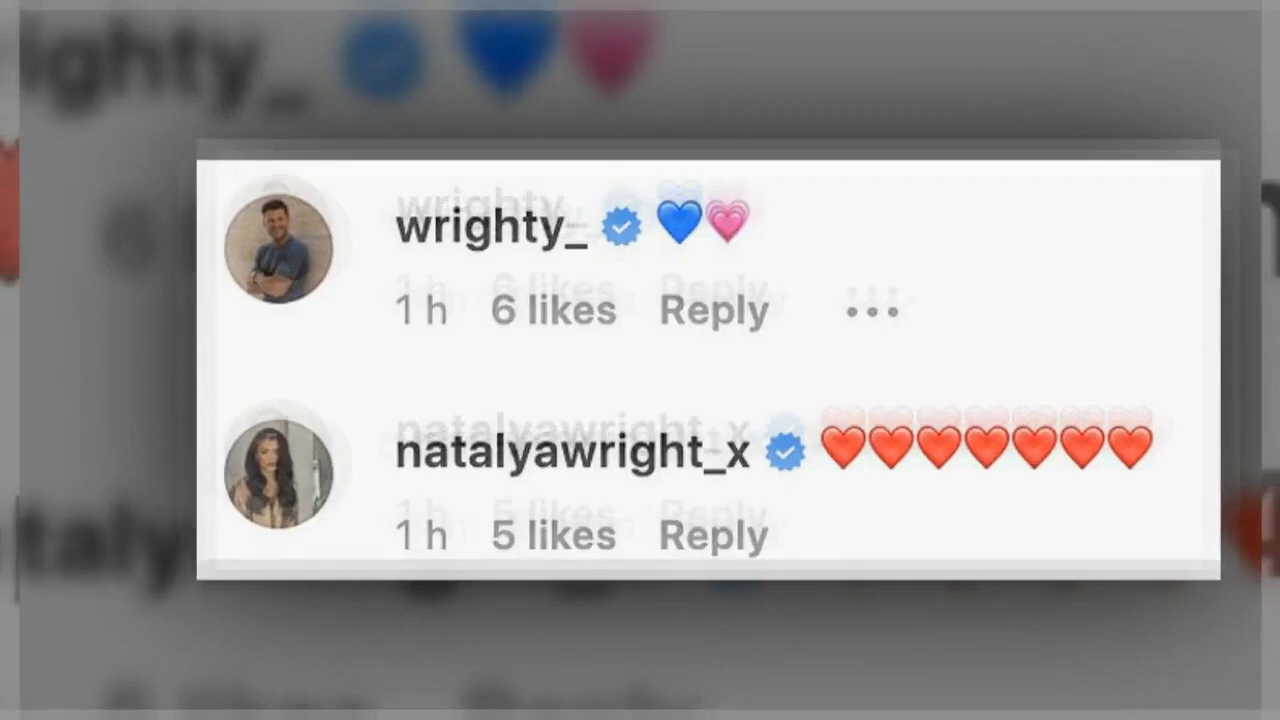 wrighty_ 💙💗
1 h 6 likes Reply ...
natalyawright_x ❤️❤️❤️❤️❤️❤️❤️
1 h 5 likes Reply